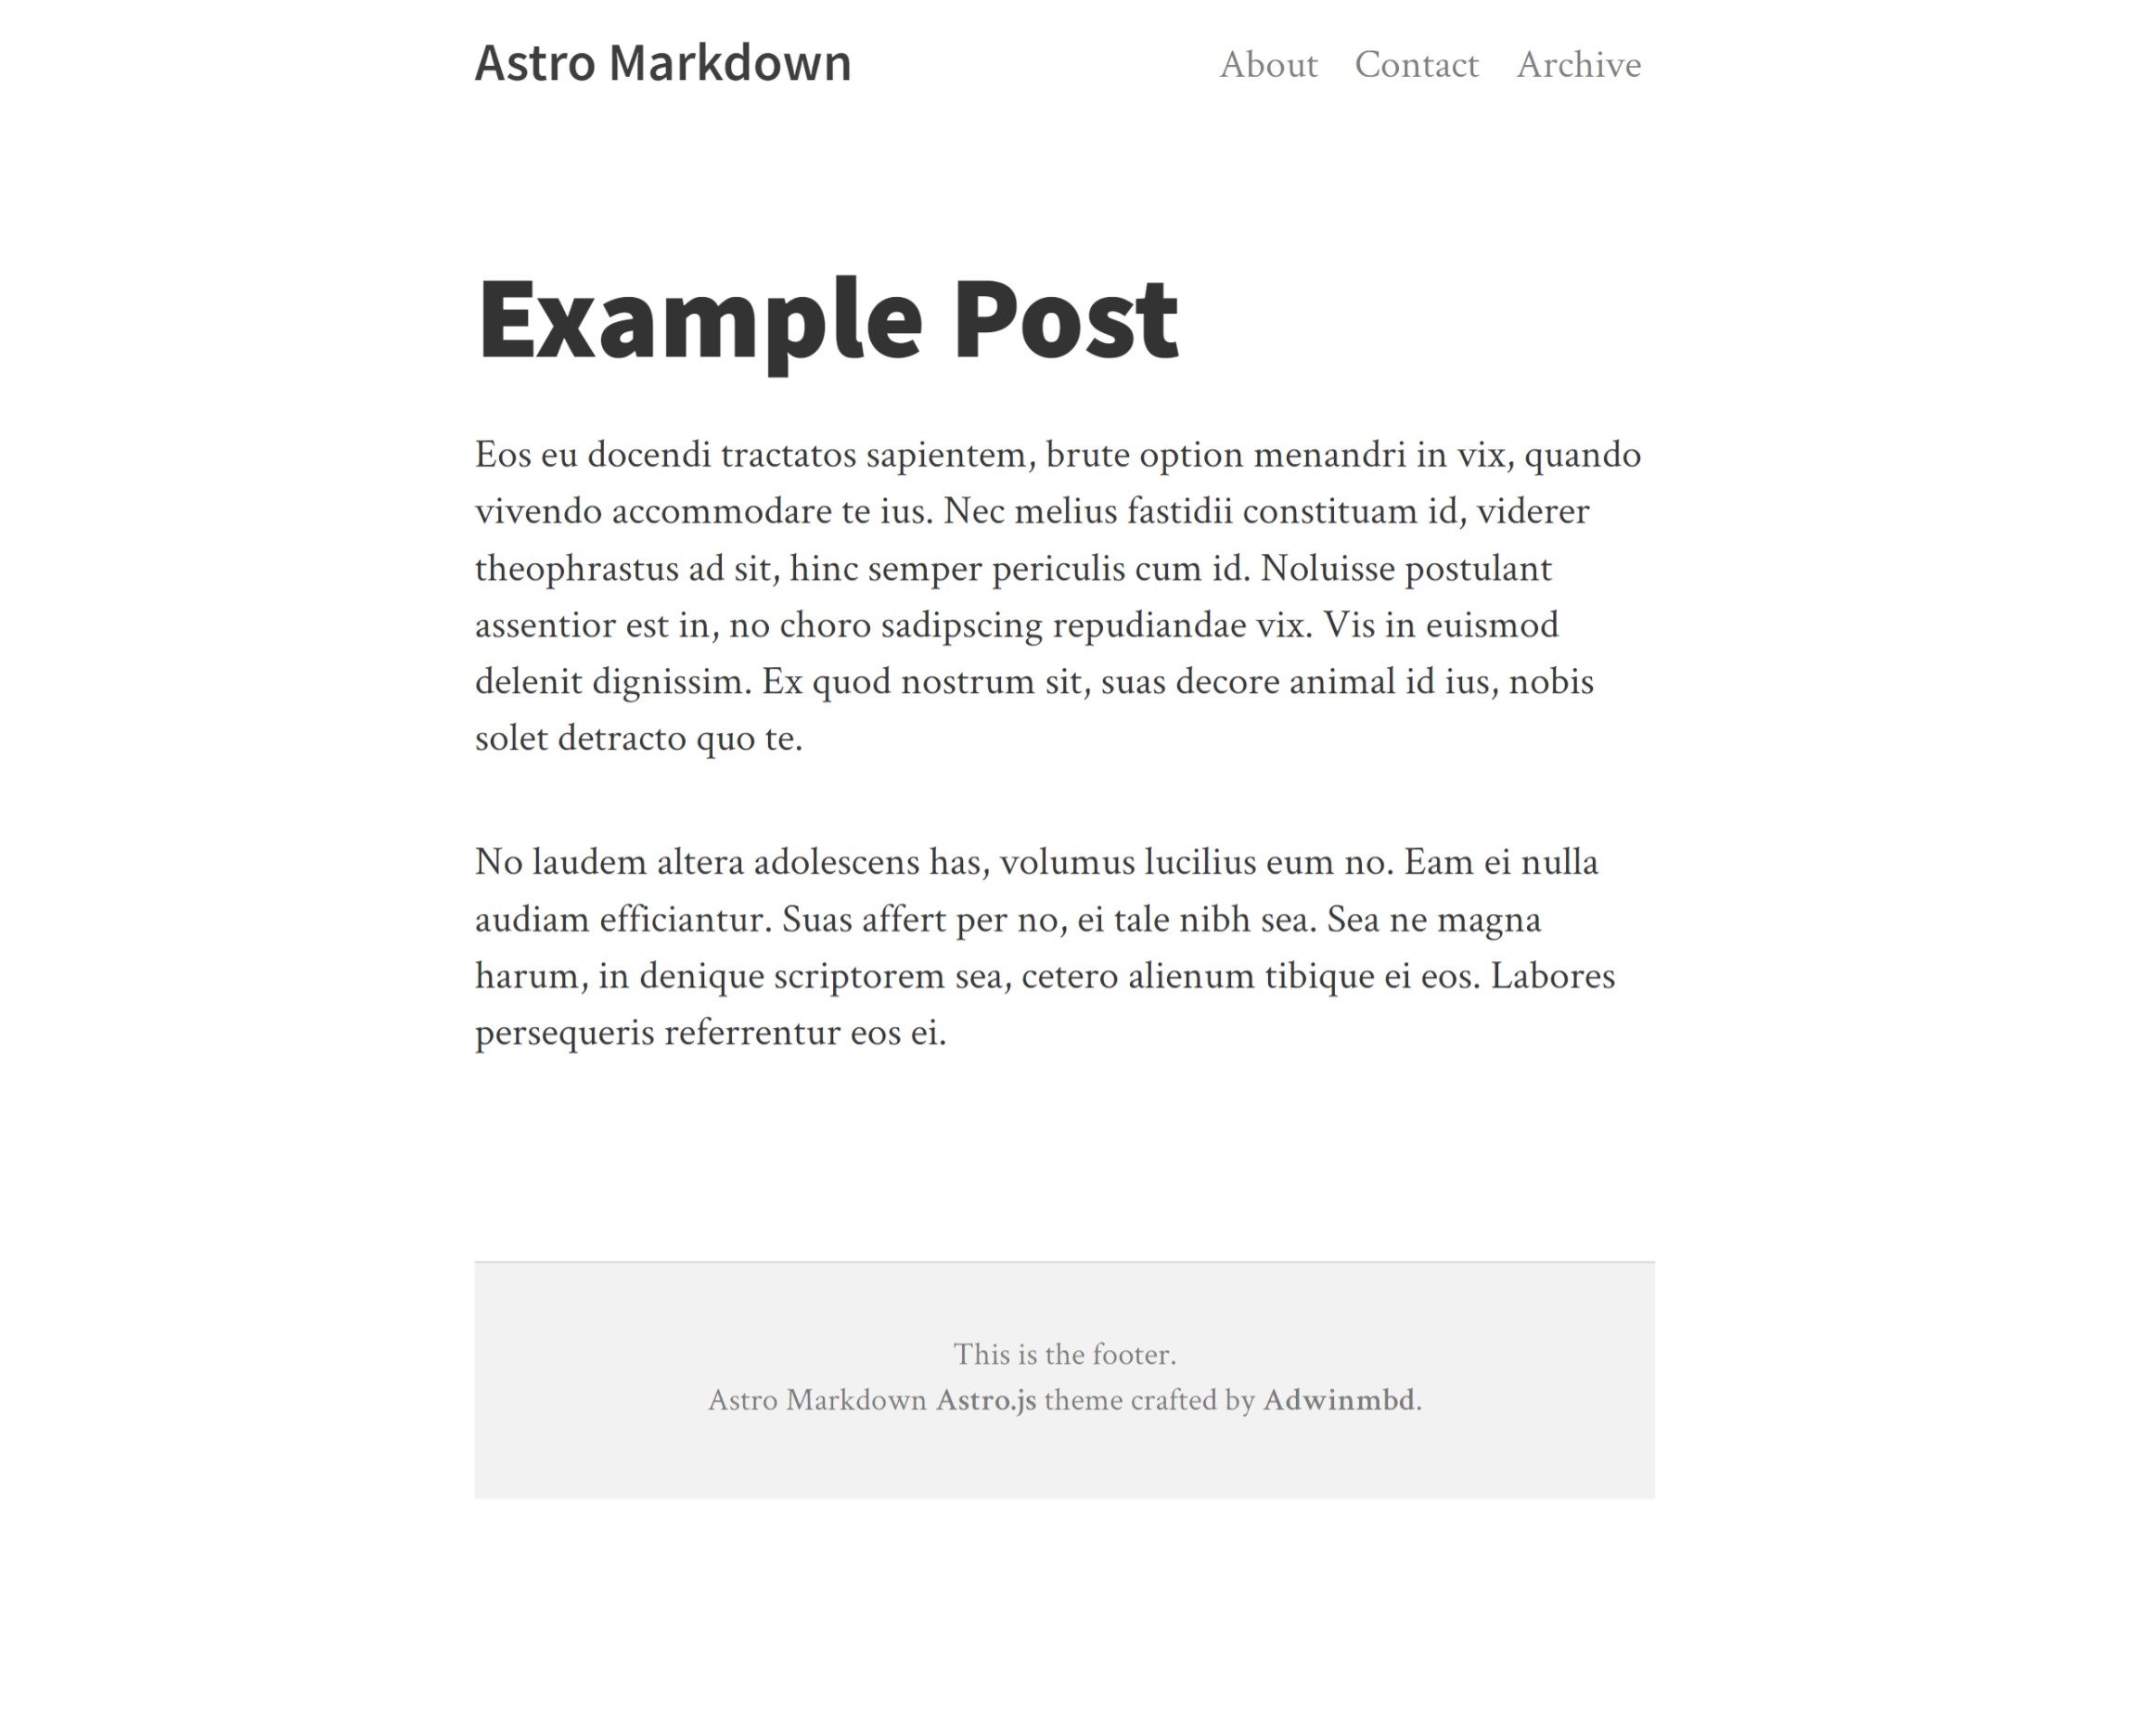 Astro Markdown
About Contact Archive
Example Post
Eos eu docendi tractatos sapientem, brute option menandri in vix, quando
vivendo accommodare te ius. Nec melius fastidii constituam id, viderer
theophrastus ad sit, hinc semper periculis cum id. Noluisse postulant
assentior est in, no choro sadipscing repudiandae vix. Vis in euismod
delenit dignissim. Ex quod nostrum sit, suas decore animal id ius, nobis
solet detracto quo te.
No laudem altera adolescens has, volumus lucilius eum no. Eam ei nulla
audiam efficiantur. Suas affert per no, ei tale nibh sea. Sea ne magna
harum, in denique scriptorem sea, cetero alienum tibique ei eos. Labores
persequeris referrentur eos ei.
This is the footer.
Astro Markdown Astro.js theme crafted by Adwinmbd.